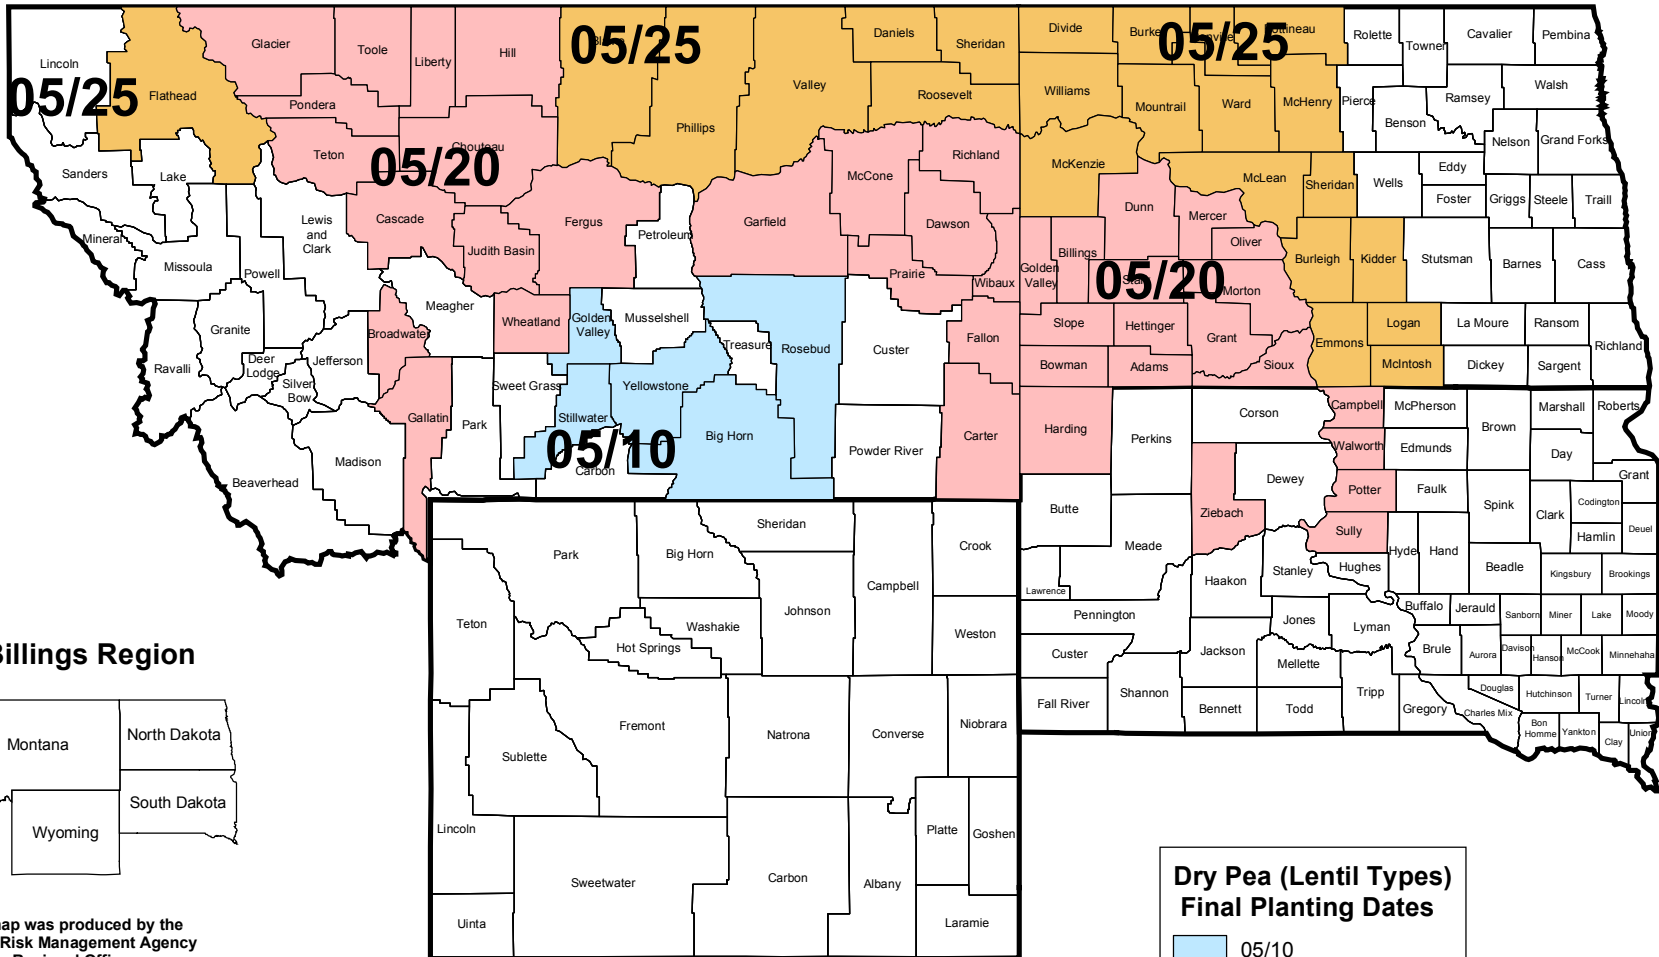 Lincoln
Flathead
Glacier
Toole
Liberty
Hill
Phillips
Valley
Daniels
Sheridan
Roosevelt
05/25
05/25
05/25
Divide
Burke
Williams
Mountrail
Ward
McHenry
Rolette
Towner
Cavalier
Pembina
Pierce
Benson
Ramsey
Walsh
Nelson
Grand Forks
Pondera
Teton
Chouteau
05/20
Sanders
Lake
Mineral
Missoula
Powell
Lewis
and
Clark
Cascade
Judith Basin
Fergus
Petroleum
Garfield
McCone
Richland
Dawson
Prairie
Wibaux
McKenzie
Dunn
Mercer
Oliver
McLean
Sheridan
Wells
Eddy
Foster
Griggs
Steele
Traill
Golden
Valley
Billings
Morton
05/20
Burleigh
Kidder
Stutsman
Barnes
Cass
Granite
Ravalli
Deer
Lodge
Silver
Bow
Jefferson
Broadwater
Meagher
Wheatland
Golden
Valley
Musselshell
Treasure
Rosebud
Custer
Fallon
Slope
Hettinger
Grant
Sioux
Bowman
Adams
Emmons
Logan
McIntosh
La Moure
Ransom
Dickey
Sargent
Richland
Beaverhead
Madison
Gallatin
Park
Sweet Grass
Stillwater
Yellowstone
05/10
Carbon
Big Horn
Powder River
Carter
Harding
Perkins
Corson
Campbell
McPherson
Walworth
Edmunds
Brown
Marshall
Roberts
Day
Grant
Butte
Meade
Ziebach
Dewey
Potter
Faulk
Spink
Clark
Codington
Hamlin
Deuel
Sully
Hyde
Hand
Hughes
Beadle
Kingsbury
Brookings
Lawrence
Haakon
Stanley
Pennington
Jones
Lyman
Buffalo
Jerauld
Sanborn
Miner
Lake
Moody
Custer
Jackson
Mellette
Brule
Aurora
Davison
Hanson
McCook
Minnehaha
Fall River
Shannon
Bennett
Todd
Tripp
Gregory
Douglas
Charles Mix
Hutchinson
Turner
Lincoln
Bon
Homme
Yankton
Clay
Union
Park
Big Horn
Sheridan
Campbell
Crook
Johnson
Weston
Teton
Hot Springs
Washakie
Fremont
Sublette
Natrona
Converse
Niobrara
Lincoln
Platte
Goshen
Sweetwater
Carbon
Albany
Uinta
Laramie
Billings Region
Montana
North Dakota
South Dakota
Wyoming
map was produced by the
Risk Management Agency
Dry Pea (Lentil Types)
Final Planting Dates
05/10